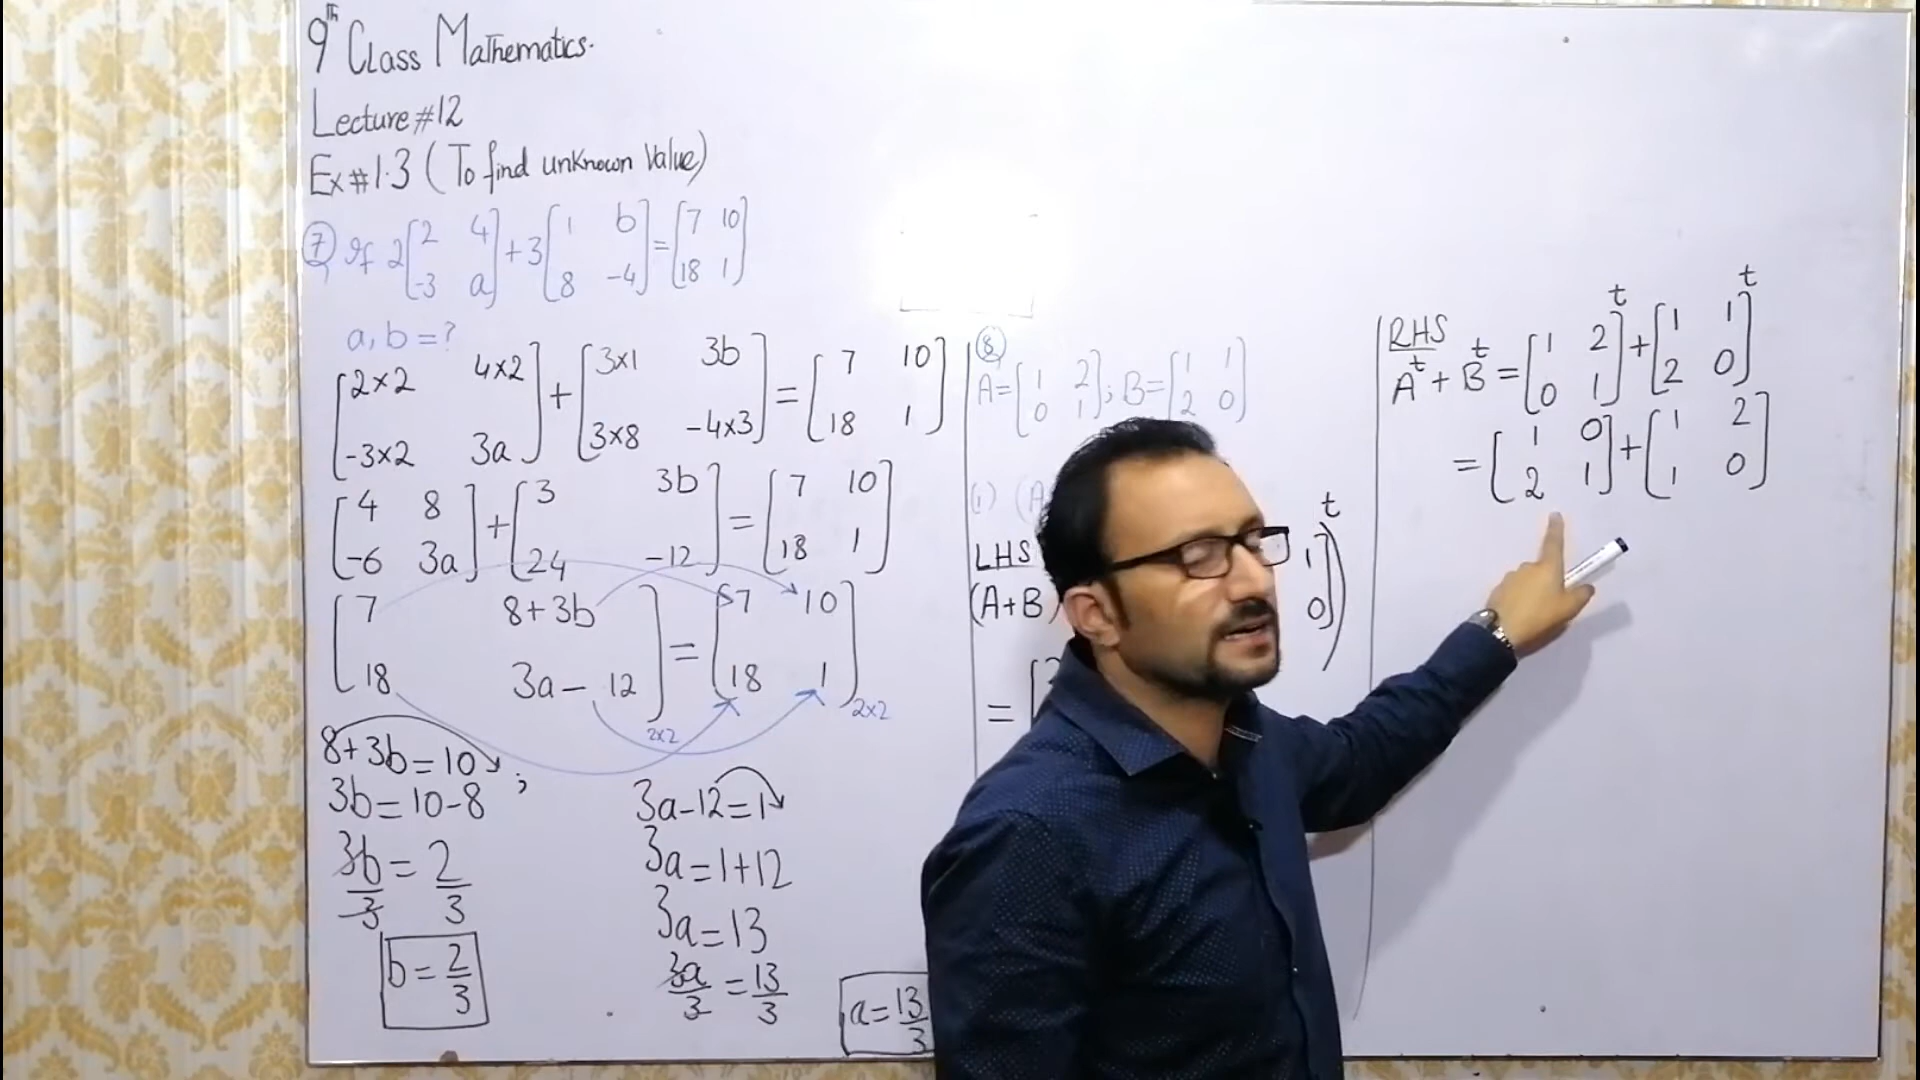 9th Class Mathematics.
Lecture #12
Ex#1.3 (To find unknown value)
⑦ If 2[2 4; -3 a] + 3[1 b; 8 -4] = [7 10; 18 1]
a, b = ?
[2×2 4×2; -3×2 3a] + [3×1 3b; 3×8 -4×3] = [7 10; 18 1]
[4 8; -6 3a] + [3 3b; 24 -12] = [7 10; 18 1]
[7 8+3b; 18 3a-12]2×2 = [7 10; 18 1]2×2
8+3b=10 ;
3b=10-8
3b/3 = 2/3
b = 2/3
3a-12=1
3a=1+12
3a=13
3a/3 = 13/3
a = 13/3
⑧
A=[1 2; 0 1]; B=[1 1; 2 0]
(i) (A
LHS
(A+B)
1
0])t
= [
RHS
At + Bt = [1 2; 0 1]t + [1 1; 2 0]t
= [1 0; 2 1] + [1 2; 1 0]